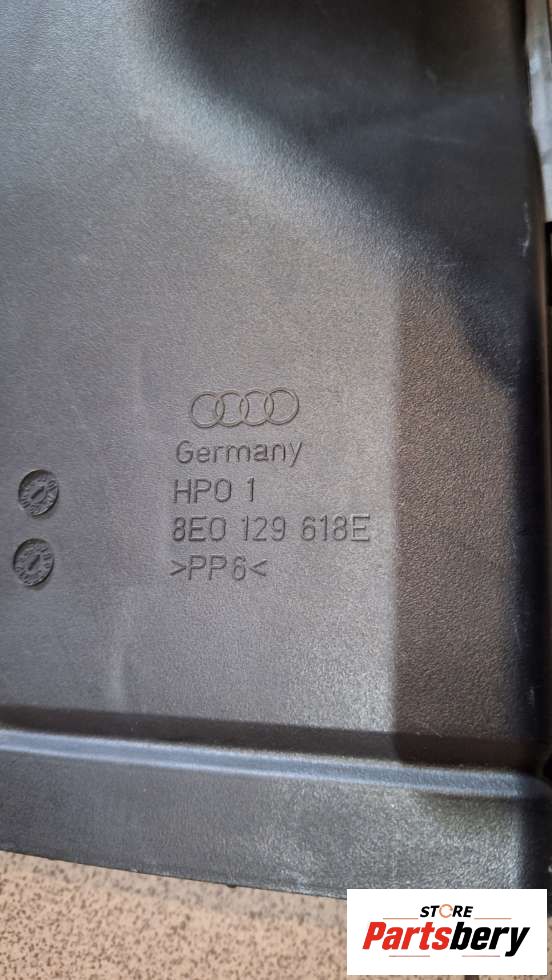 Germany
HPO 1
8E0 129 618E
>PP6<
STORE
Partsbery